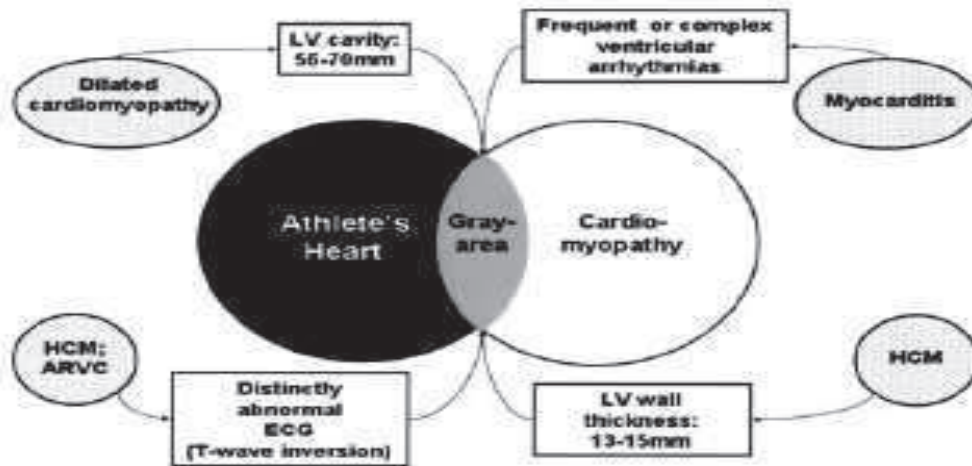 LV cavity:
56-70mm
Frequent or complex
ventricular
arrhythmias
Dilated
cardiomyopathy
Myocarditis
Athlete's
Heart
Gray-
area
Cardio-
myopathy
HCM;
ARVC
HCM
Distinctly
abnormal
ECG
(T-wave inversion)
LV wall
thickness:
13-15mm